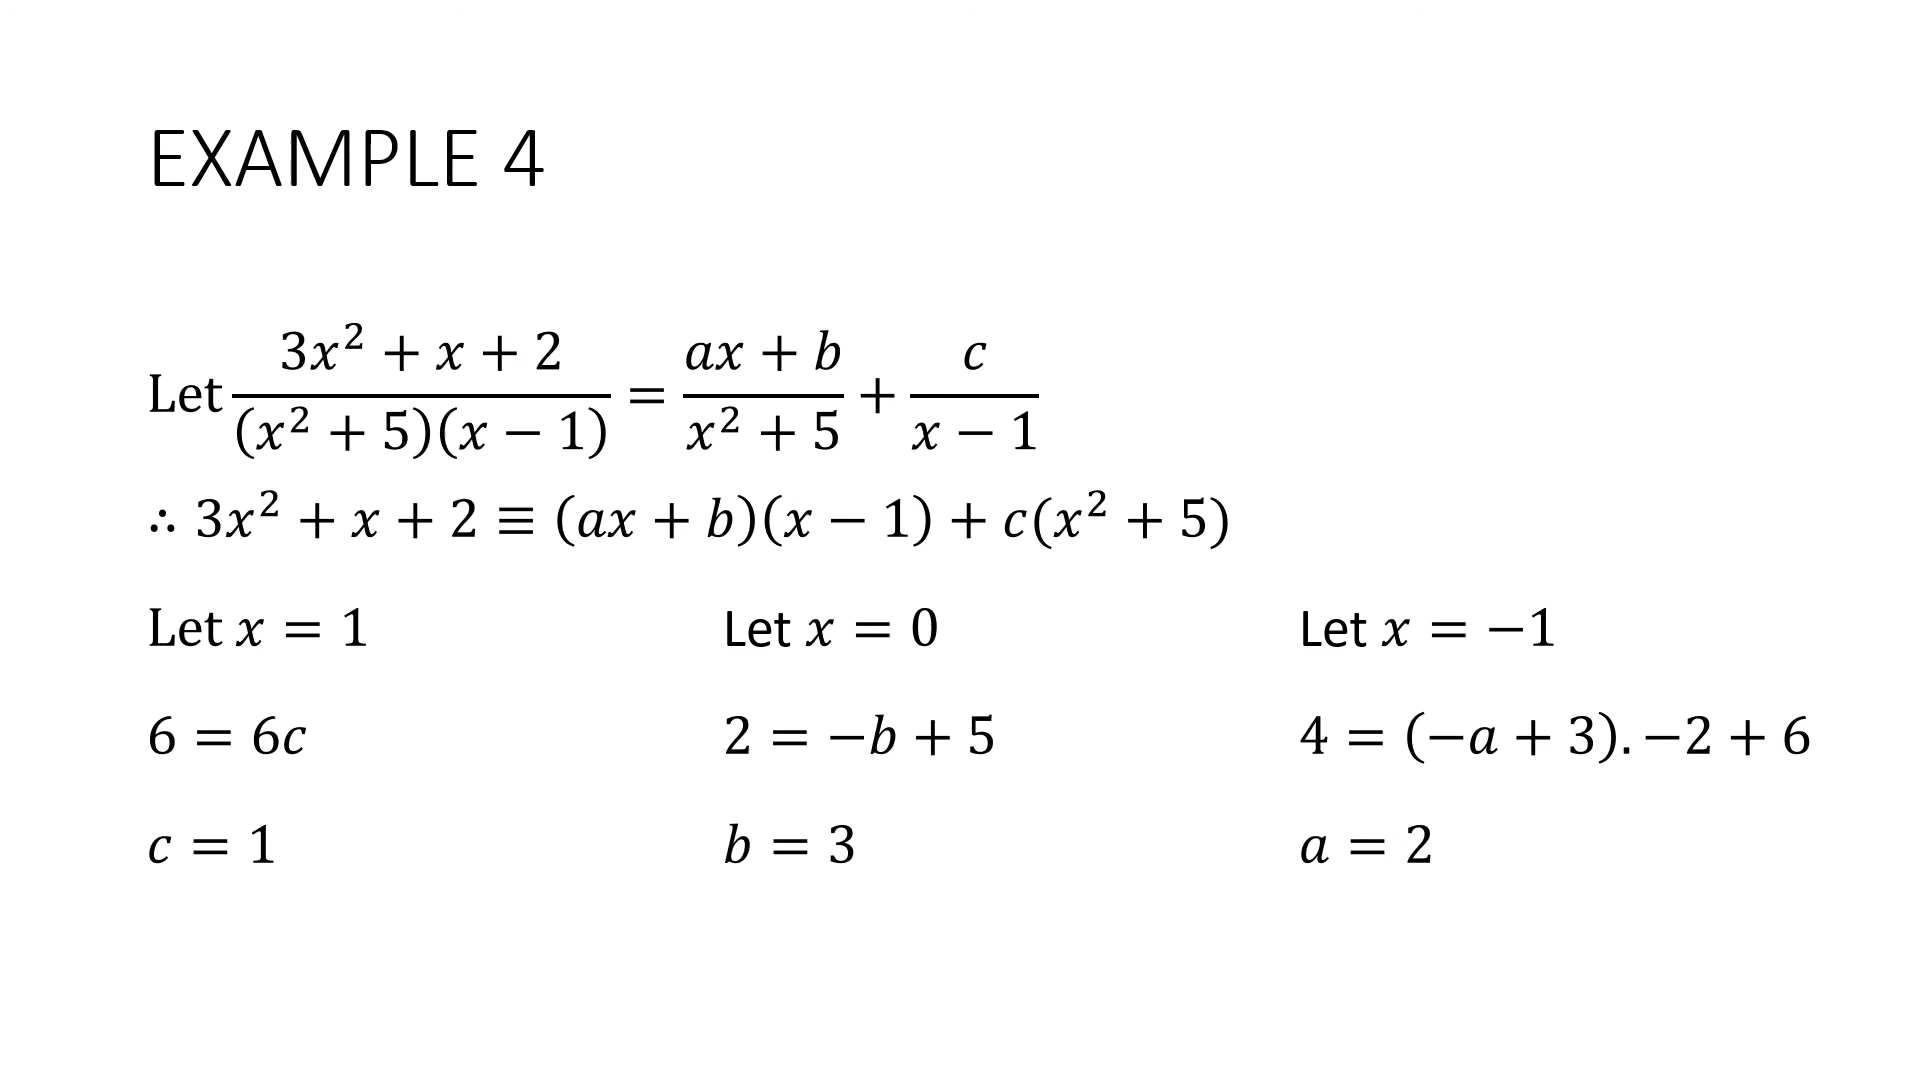 EXAMPLE 4
Let (3x² + x + 2)/((x² + 5)(x − 1)) = (ax + b)/(x² + 5) + c/(x − 1)
∴ 3x² + x + 2 ≡ (ax + b)(x − 1) + c(x² + 5)
Let x = 1
6 = 6c
c = 1
Let x = 0
2 = −b + 5
b = 3
Let x = −1
4 = (−a + 3). −2 + 6
a = 2